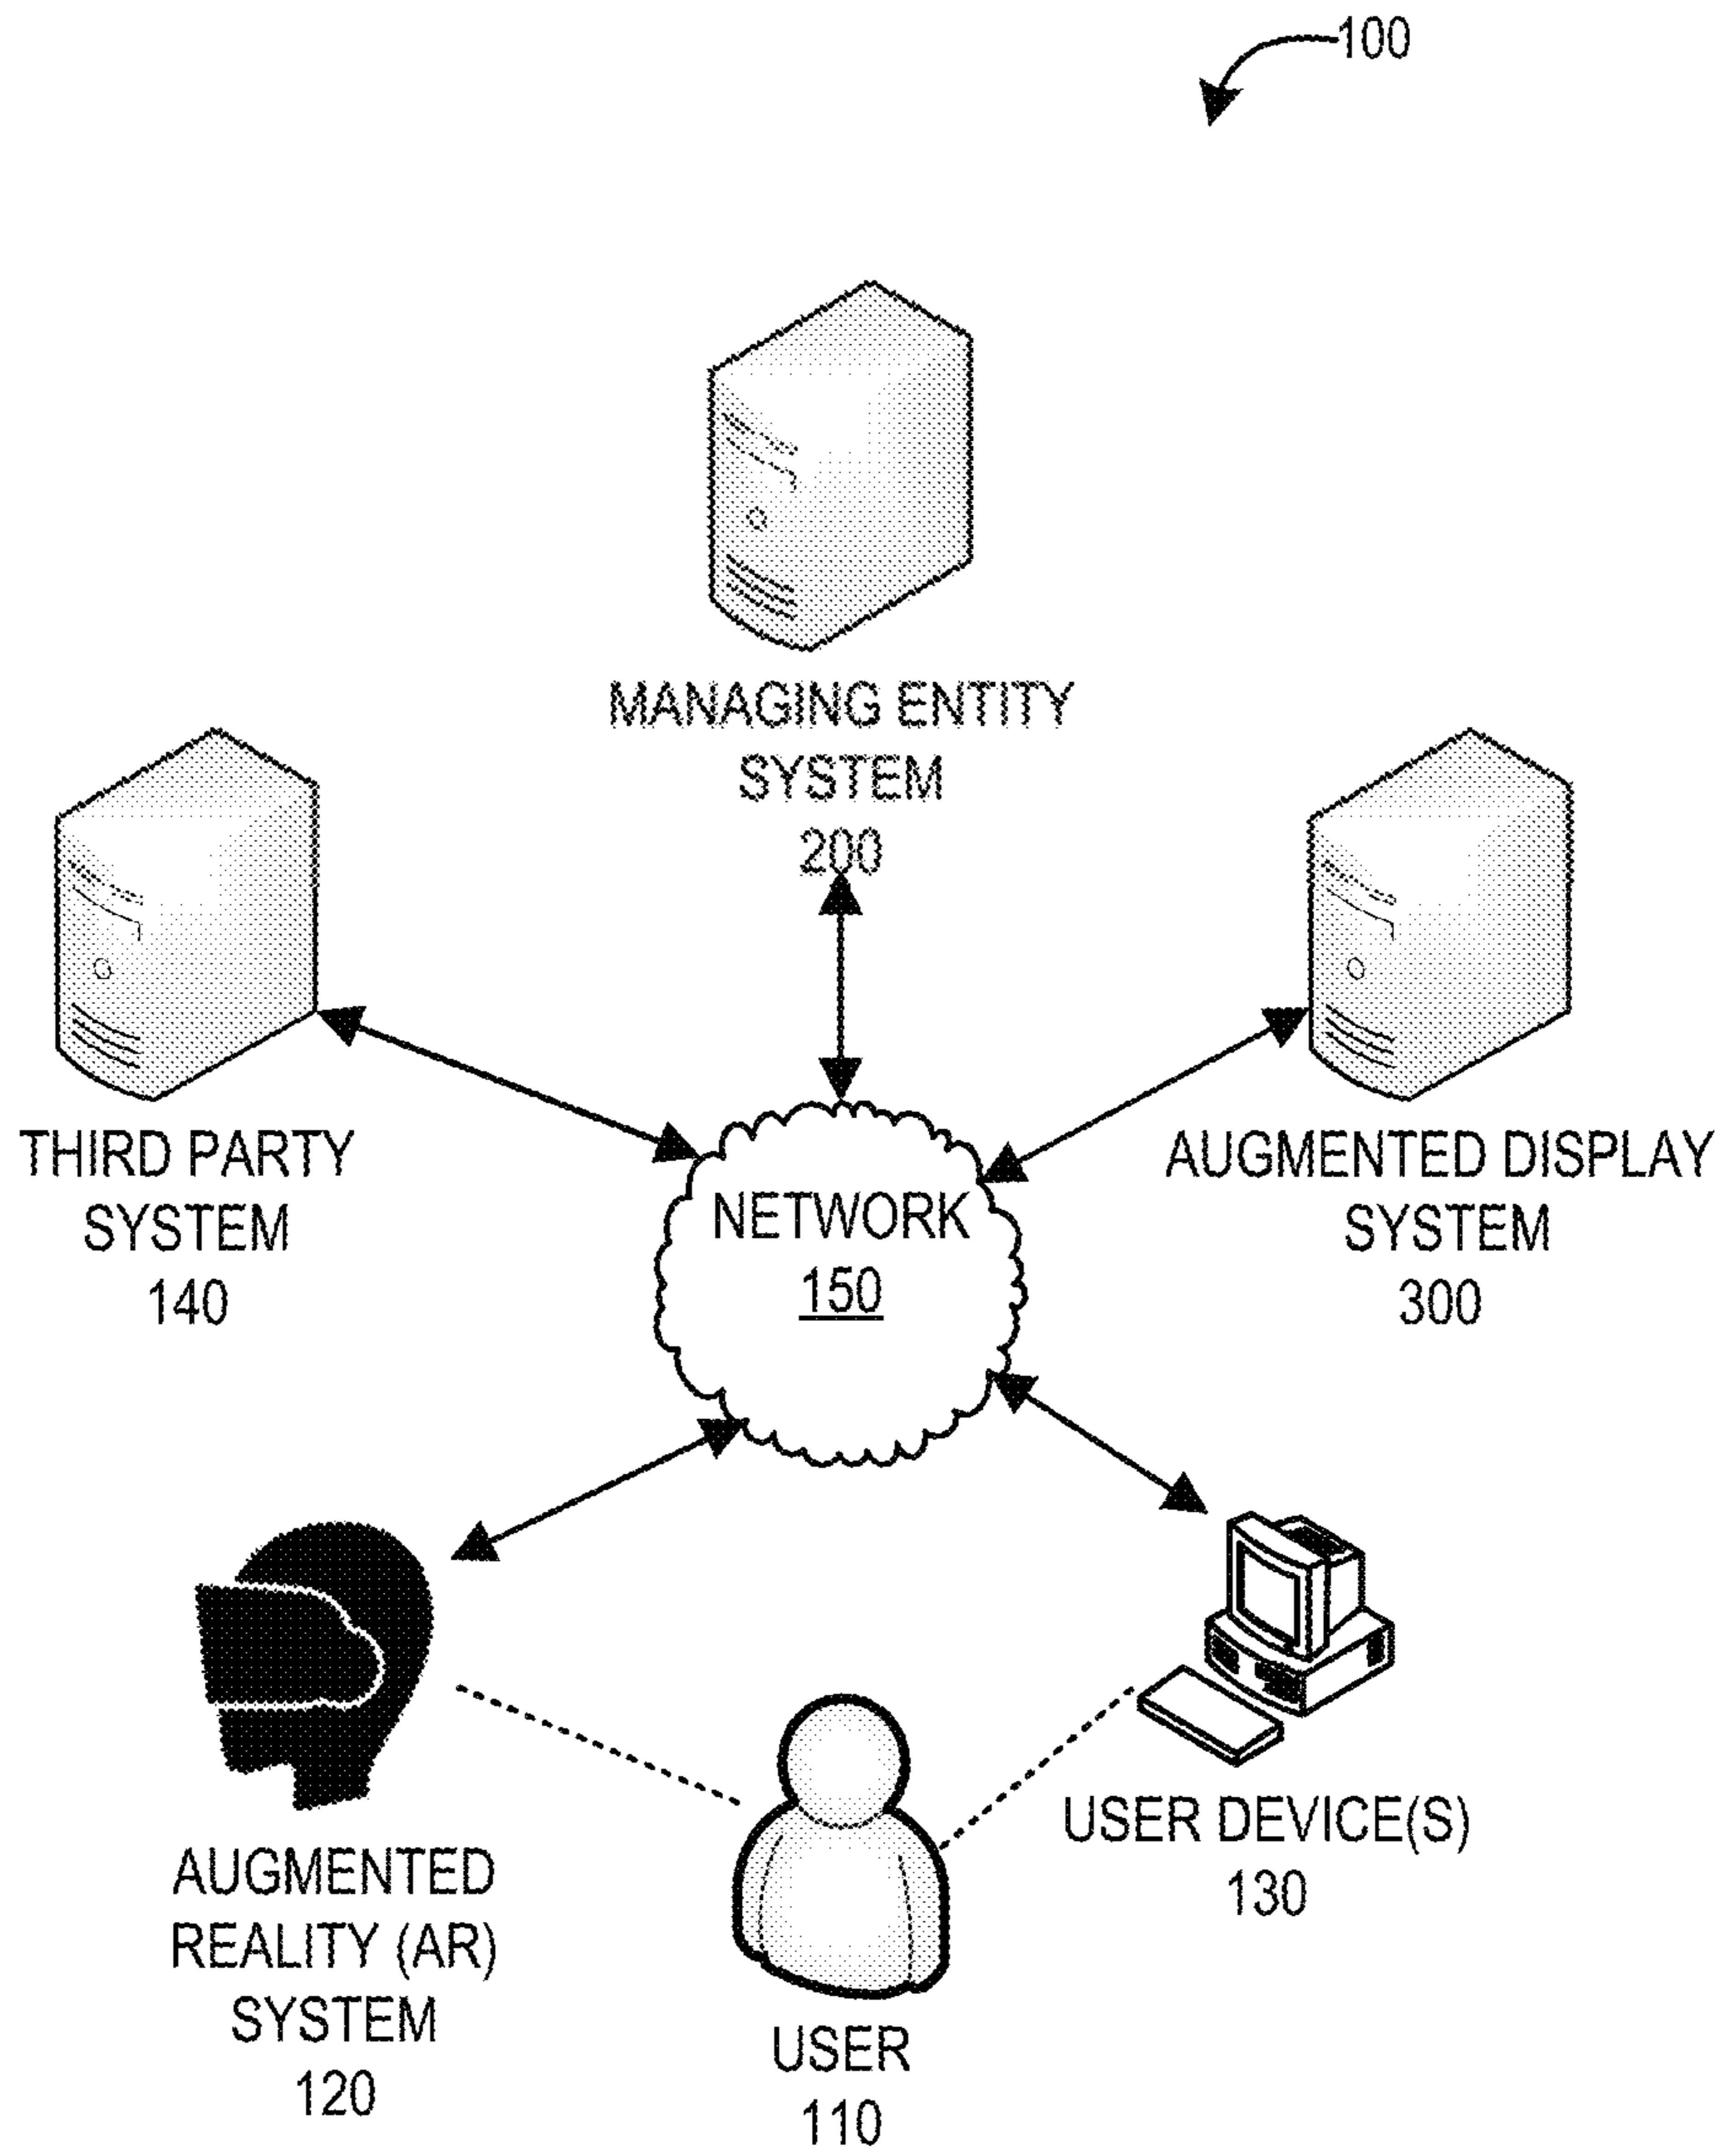 100
MANAGING ENTITY
SYSTEM
200
THIRD PARTY
SYSTEM
140
AUGMENTED DISPLAY
SYSTEM
300
NETWORK
150
AUGMENTED
REALITY (AR)
SYSTEM
120
USER
110
USER DEVICE(S)
130